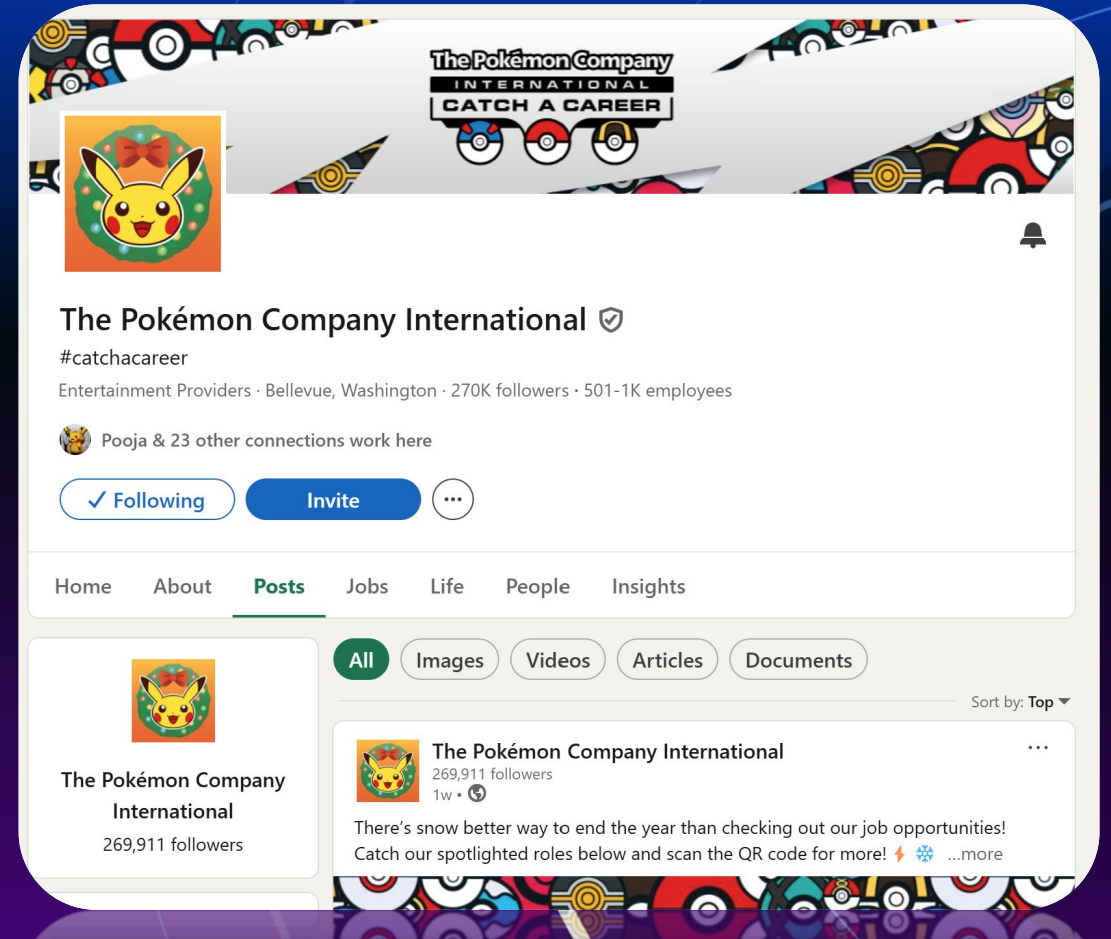 The Pokémon Company
INTERNATIONAL
CATCH A CAREER
The Pokémon Company International
#catchacareer
Entertainment Providers · Bellevue, Washington · 270K followers · 501-1K employees
Pooja & 23 other connections work here
Following
Invite
Home About Posts Jobs Life People Insights
The Pokémon Company
International
269,911 followers
All Images Videos Articles Documents
Sort by: Top
The Pokémon Company International
269,911 followers
1w •
There’s snow better way to end the year than checking out our job opportunities!
Catch our spotlighted roles below and scan the QR code for more! ...more